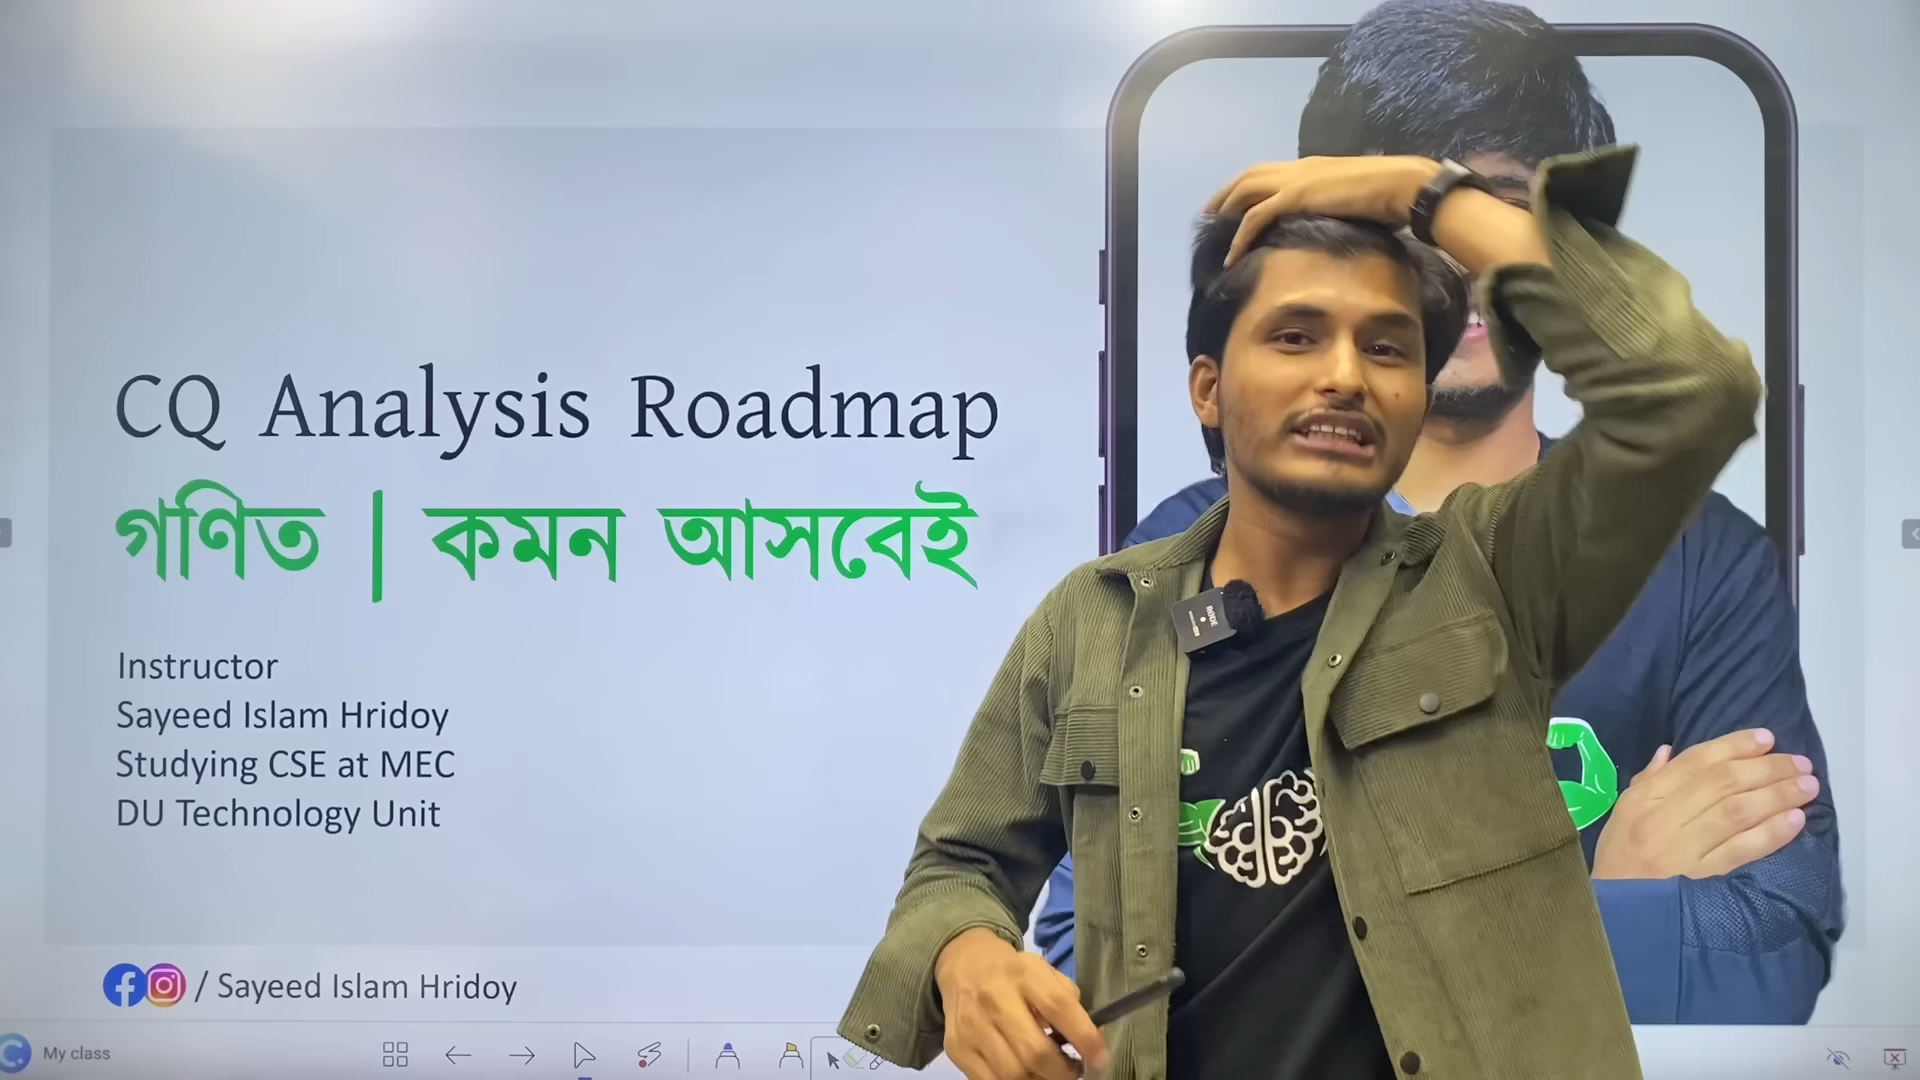 CQ Analysis Roadmap
গণিত | কমন আসবেই
Instructor
Sayeed Islam Hridoy
Studying CSE at MEC
DU Technology Unit
/ Sayeed Islam Hridoy
My class
RODE